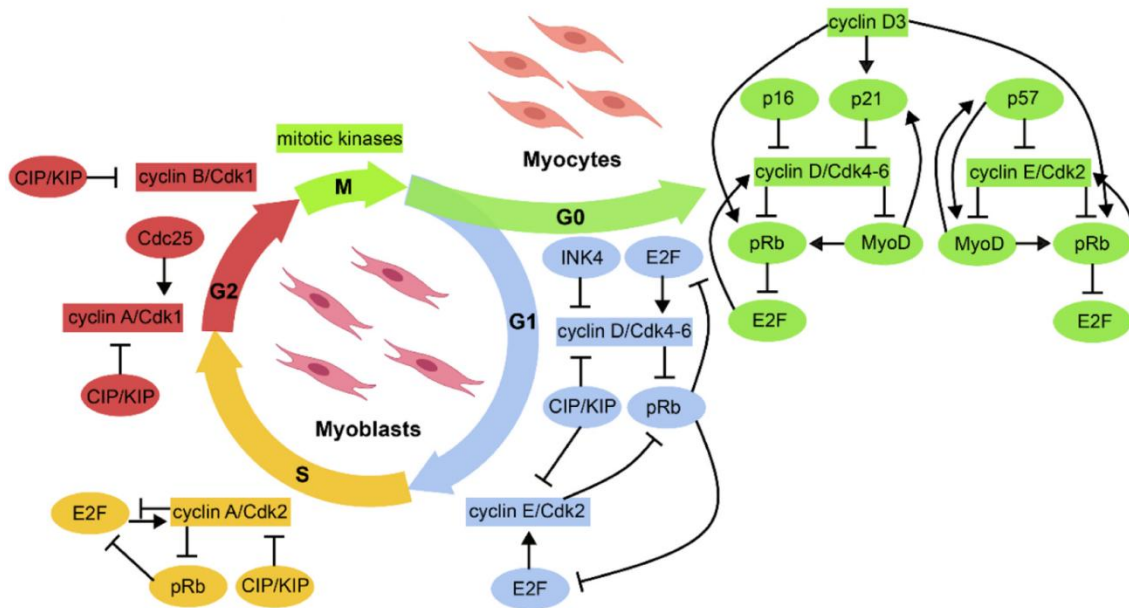 cyclin D3
p16
p21
p57
mitotic kinases
Myocytes
CIP/KIP
cyclin B/Cdk1
M
cyclin D/Cdk4-6
cyclin E/Cdk2
G0
Cdc25
pRb
MyoD
MyoD
pRb
INK4
E2F
G2
G1
cyclin A/Cdk1
E2F
E2F
cyclin D/Cdk4-6
CIP/KIP
CIP/KIP
pRb
Myoblasts
S
E2F
cyclin A/Cdk2
cyclin E/Cdk2
pRb
CIP/KIP
E2F